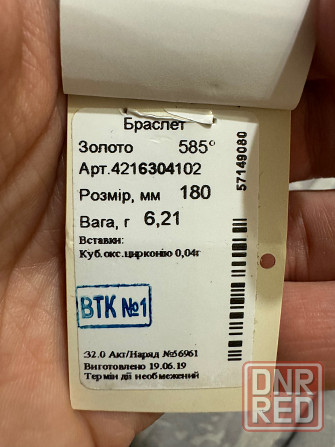 Браслет
Золото 585°
Арт.4216304102
Розмір, мм 180
Вага, г 6,21
Вставки:
Куб.окс.цирконію 0,04г
ВТК №1
32.0 Акт/Наряд №56961
Виготовлено 19.06.19
Термін дії необмежений
57149080
DNR
RED